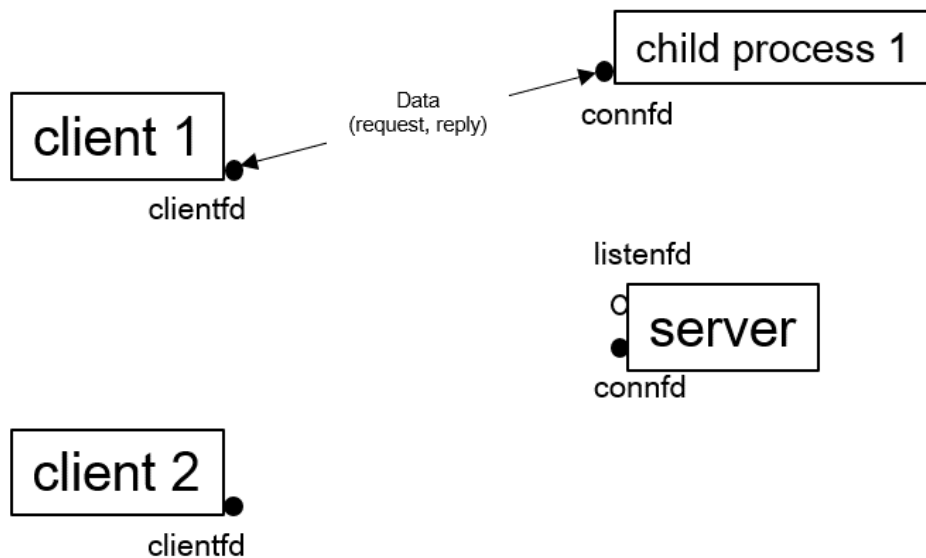 child process 1
Data
(request, reply)
connfd
client 1
clientfd
listenfd
server
connfd
client 2
clientfd